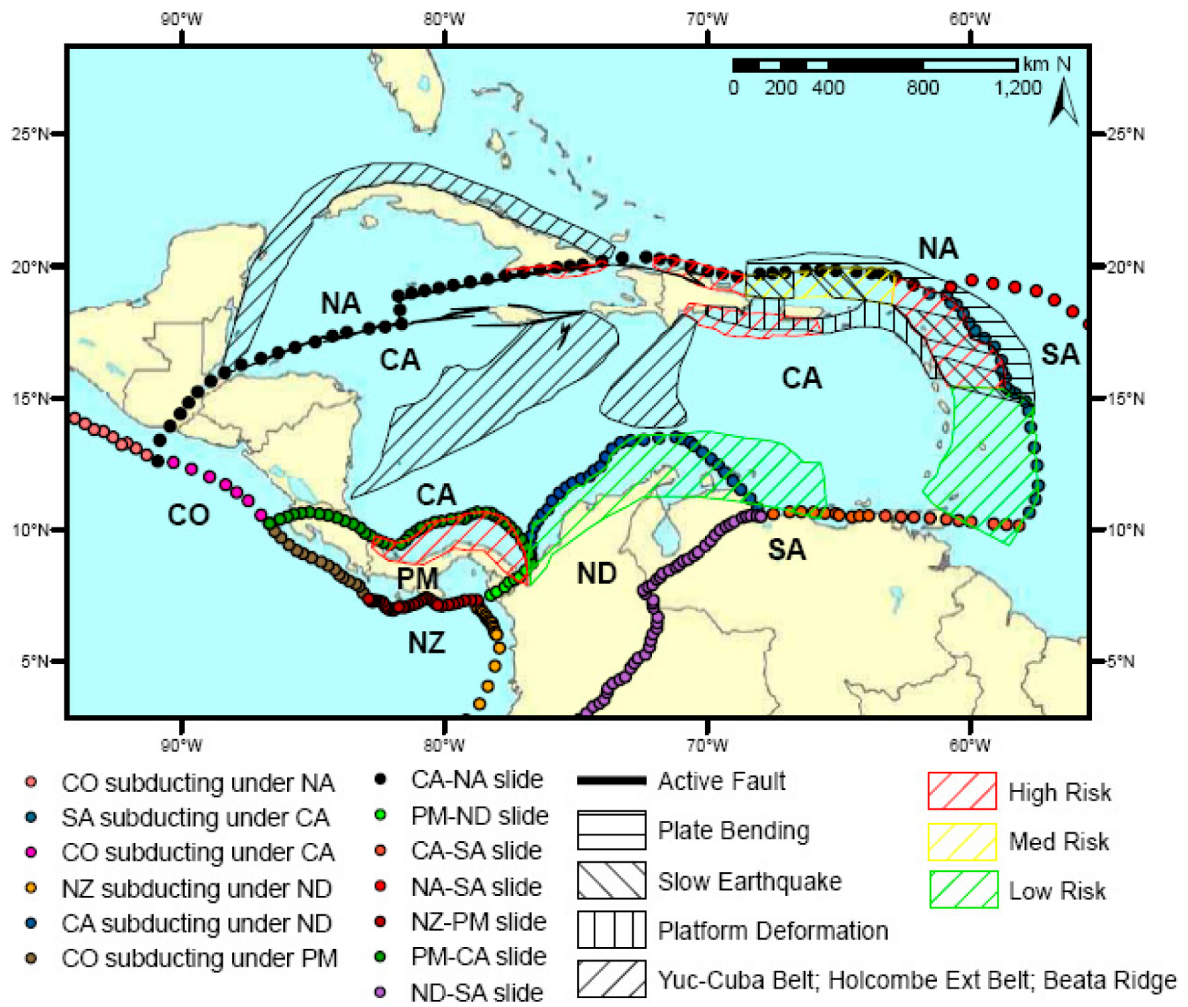 90°W 80°W 70°W 60°W
km N
0 200 400 800 1,200
25°N 25°N
NA
20°N 20°N
NA
SA
CA CA
15°N 15°N
CA
CO
10°N 10°N
SA
PM ND
NZ
5°N 5°N
90°W 80°W 70°W 60°W
CO subducting under NA
SA subducting under CA
CO subducting under CA
NZ subducting under ND
CA subducting under ND
CO subducting under PM
CA-NA slide
PM-ND slide
CA-SA slide
NA-SA slide
NZ-PM slide
PM-CA slide
ND-SA slide
Active Fault
Plate Bending
Slow Earthquake
Platform Deformation
Yuc-Cuba Belt; Holcombe Ext Belt; Beata Ridge
High Risk
Med Risk
Low Risk